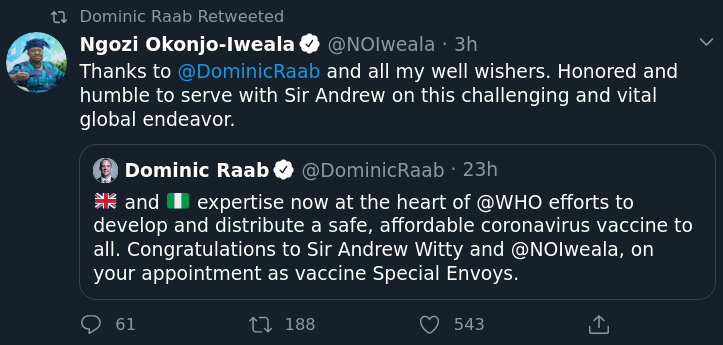 Dominic Raab Retweeted
Ngozi Okonjo-Iweala @NOIweala · 3h
Thanks to @DominicRaab and all my well wishers. Honored and
humble to serve with Sir Andrew on this challenging and vital
global endeavor.
Dominic Raab @DominicRaab · 23h
🇬🇧 and 🇳🇬 expertise now at the heart of @WHO efforts to
develop and distribute a safe, affordable coronavirus vaccine to
all. Congratulations to Sir Andrew Witty and @NOIweala, on
your appointment as vaccine Special Envoys.
61 188 543